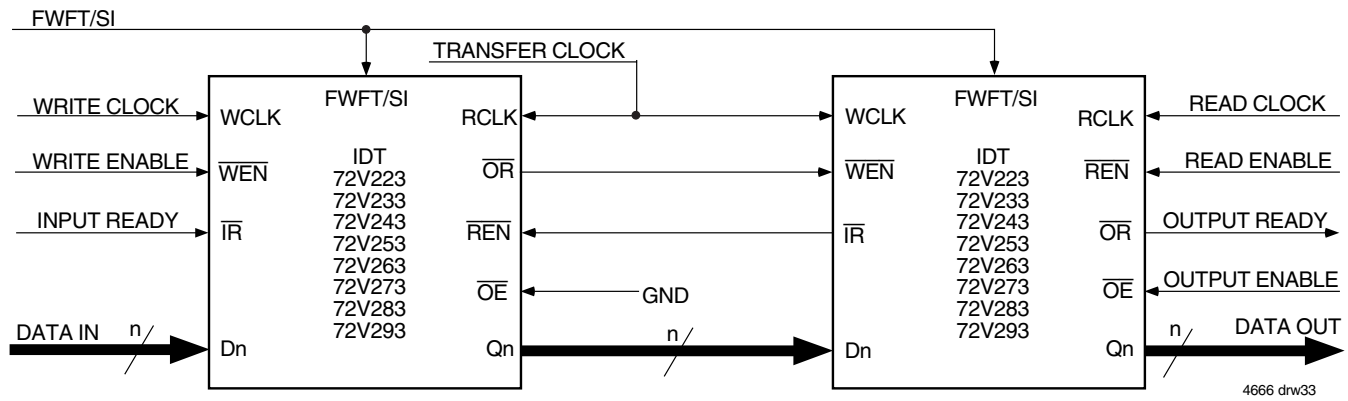 FWFT/SI
TRANSFER CLOCK
FWFT/SI
FWFT/SI
WRITE CLOCK
WCLK
RCLK
WCLK
RCLK
READ CLOCK
WRITE ENABLE
WEN
IDT
72V223
72V233
72V243
72V253
72V263
72V273
72V283
72V293
OR
WEN
IDT
72V223
72V233
72V243
72V253
72V263
72V273
72V283
72V293
REN
READ ENABLE
INPUT READY
IR
REN
IR
OR
OUTPUT READY
OE
GND
OE
OUTPUT ENABLE
DATA IN
n
Dn
Qn
n
Dn
Qn
n
DATA OUT
4666 drw33